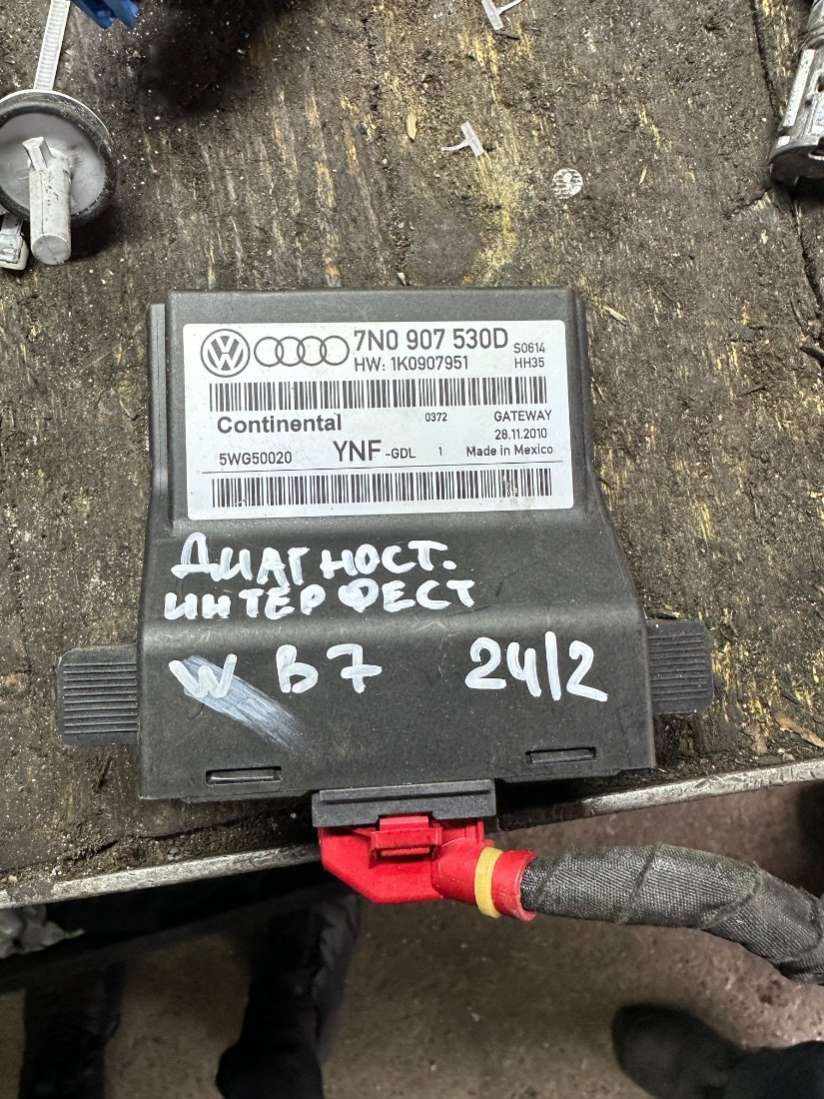 7N0 907 530D S0614
HW: 1K0907951 HH35
Continental 0372 GATEWAY
28.11.2010
5WG50020 YNF -GDL 1 Made in Mexico
ДИАГНОСТ.
ИНТЕРФЕСТ
W B7 24/2